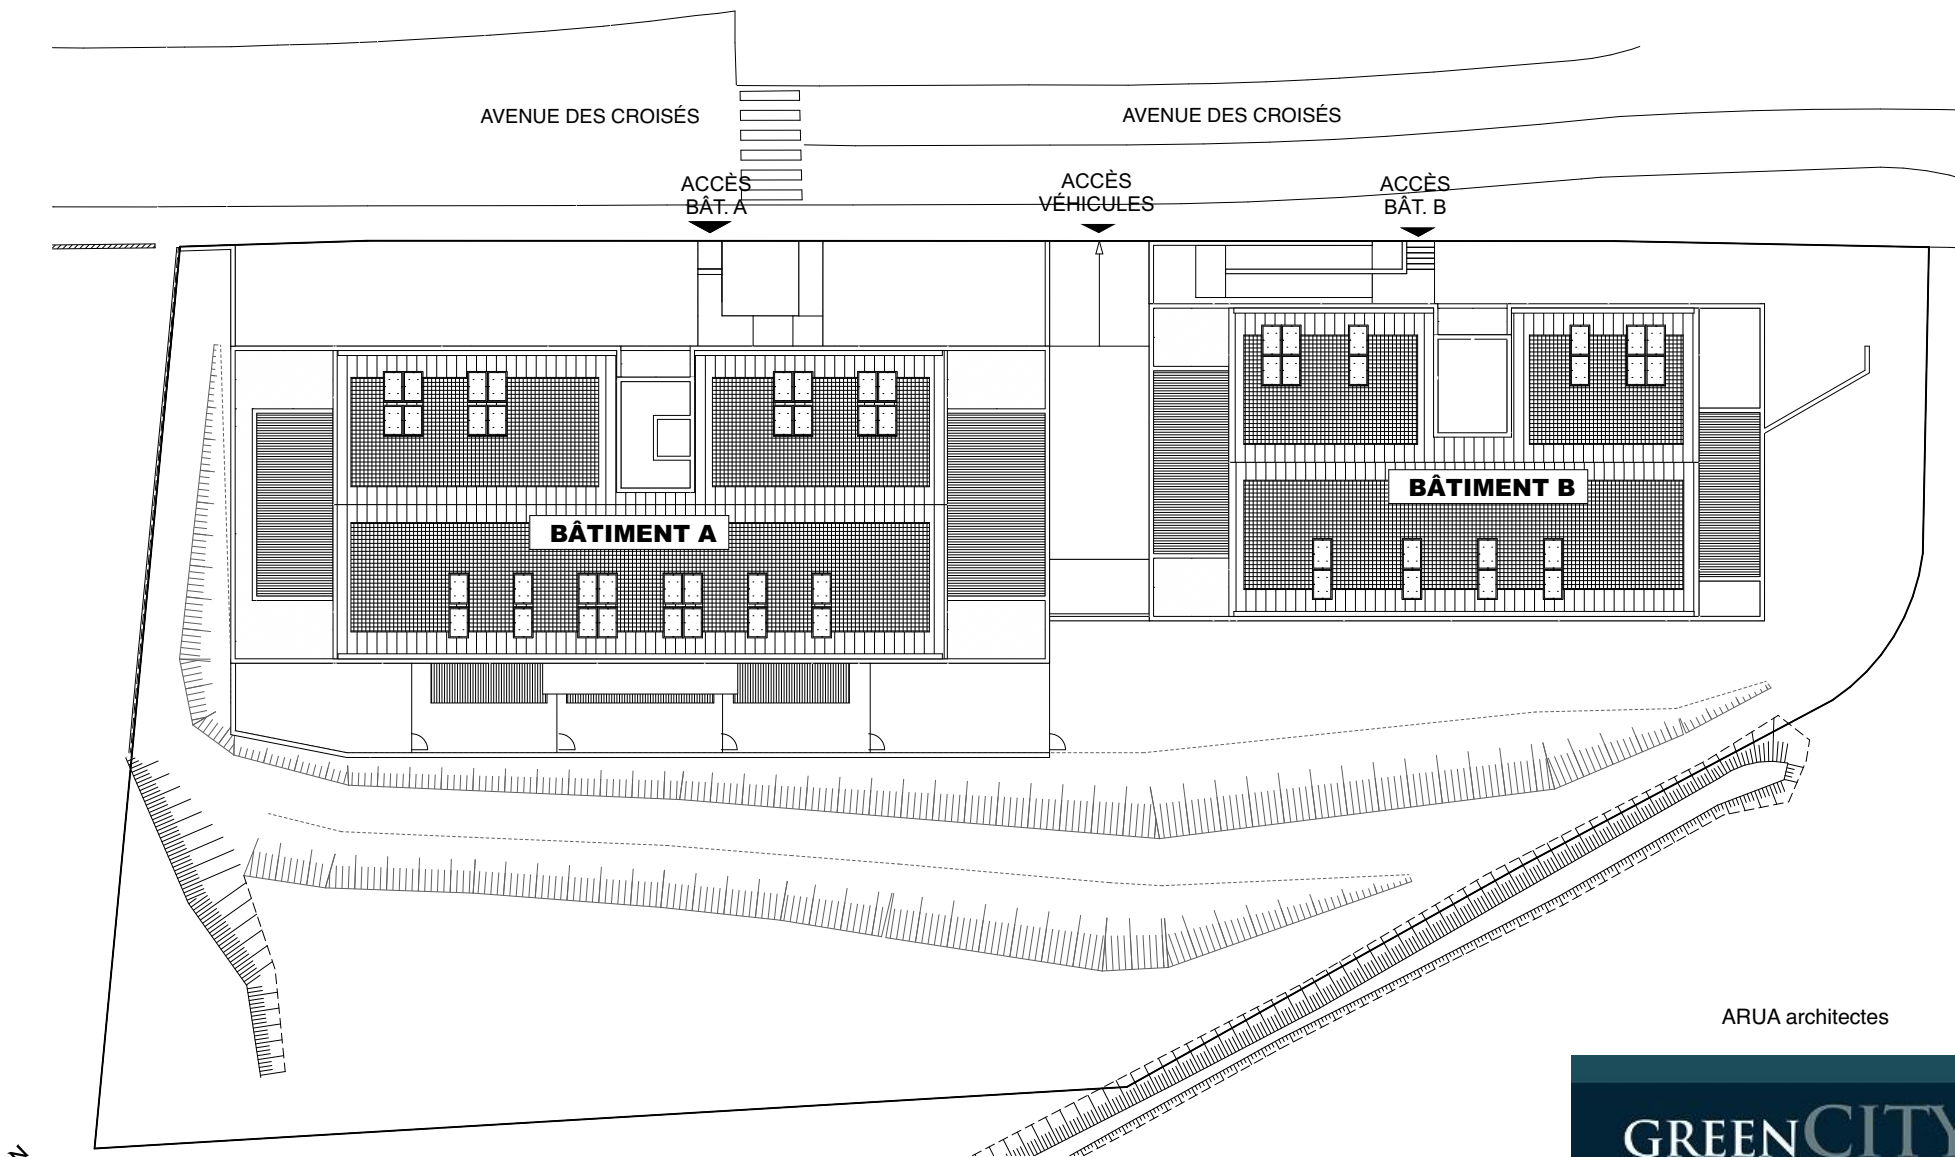 AVENUE DES CROISÉS
AVENUE DES CROISÉS
ACCÈS
BÂT. A
ACCÈS
VÉHICULES
ACCÈS
BÂT. B
BÂTIMENT B
BÂTIMENT A
ARUA architectes
GREENCITY
N